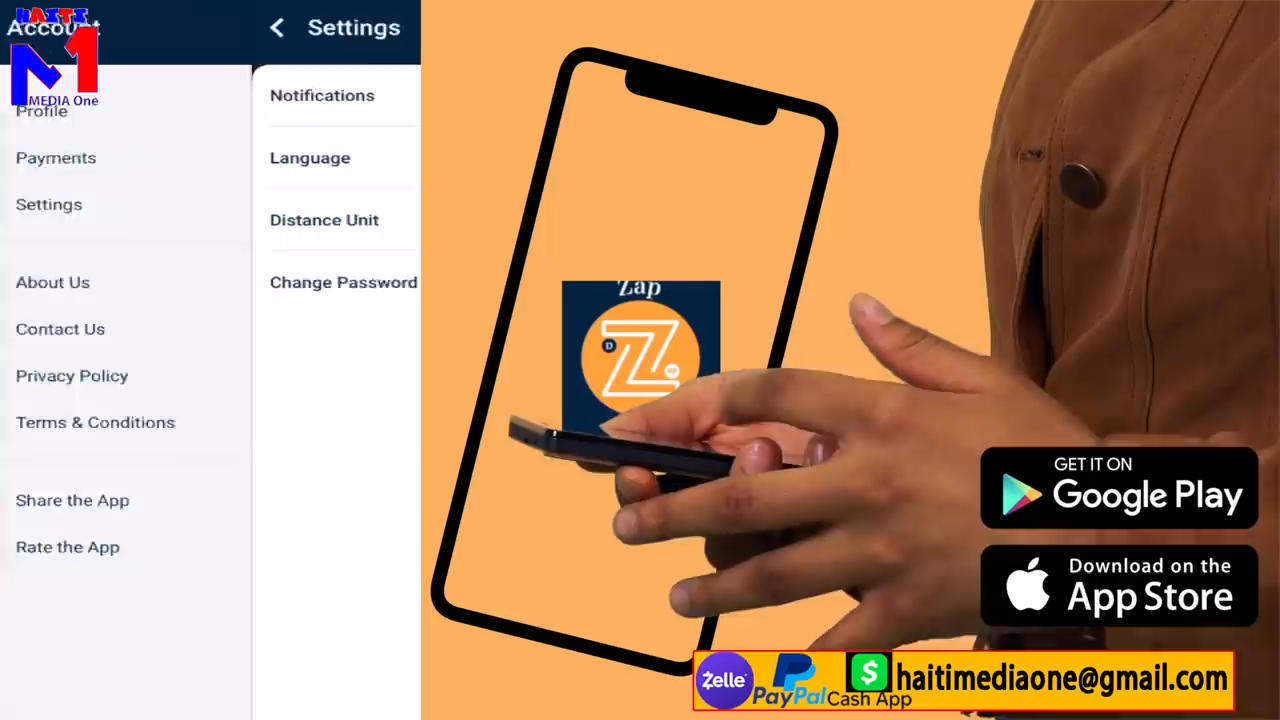 Account
HAITI
M1
MEDIA One
Profile
Payments
Settings
About Us
Contact Us
Privacy Policy
Terms & Conditions
Share the App
Rate the App
Settings
Notifications
Language
Distance Unit
Change Password
Zap
D
Z
GET IT ON
Google Play
Download on the
App Store
Zelle
PayPal
$
Cash App
haitimediaone@gmail.com